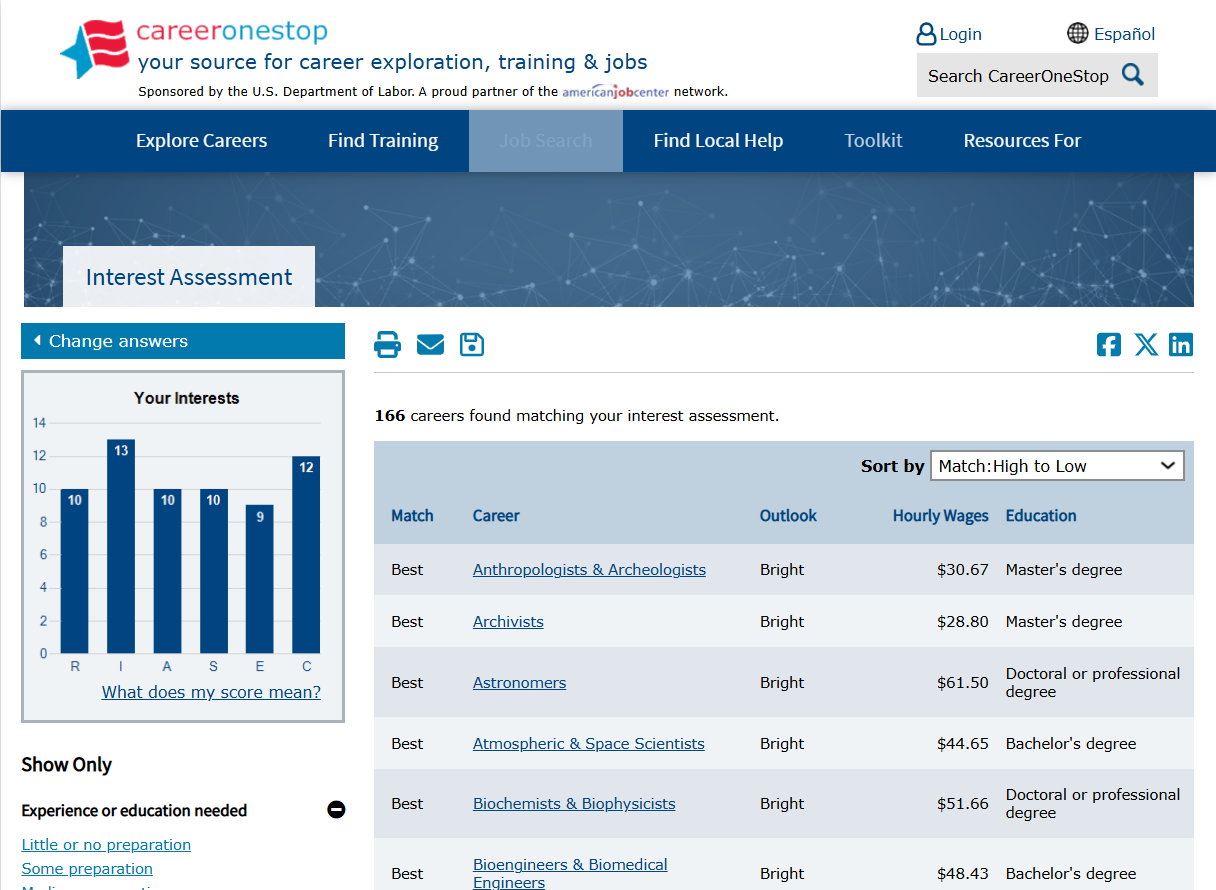 careeronestop
your source for career exploration, training & jobs
Sponsored by the U.S. Department of Labor. A proud partner of the americanjobcenter network.
Login
Español
Search CareerOneStop
Explore Careers
Find Training
Job Search
Find Local Help
Toolkit
Resources For
Interest Assessment
Change answers
Your Interests
14
12
10
8
6
4
2
0
10
13
10
10
9
12
R I A S E C
What does my score mean?
Show Only
Experience or education needed
Little or no preparation
Some preparation
166 careers found matching your interest assessment.
Sort by Match:High to Low
Match Career Outlook Hourly Wages Education
Best Anthropologists & Archeologists Bright $30.67 Master's degree
Best Archivists Bright $28.80 Master's degree
Best Astronomers Bright $61.50 Doctoral or professional
degree
Best Atmospheric & Space Scientists Bright $44.65 Bachelor's degree
Best Biochemists & Biophysicists Bright $51.66 Doctoral or professional
degree
Best Bioengineers & Biomedical
Engineers Bright $48.43 Bachelor's degree